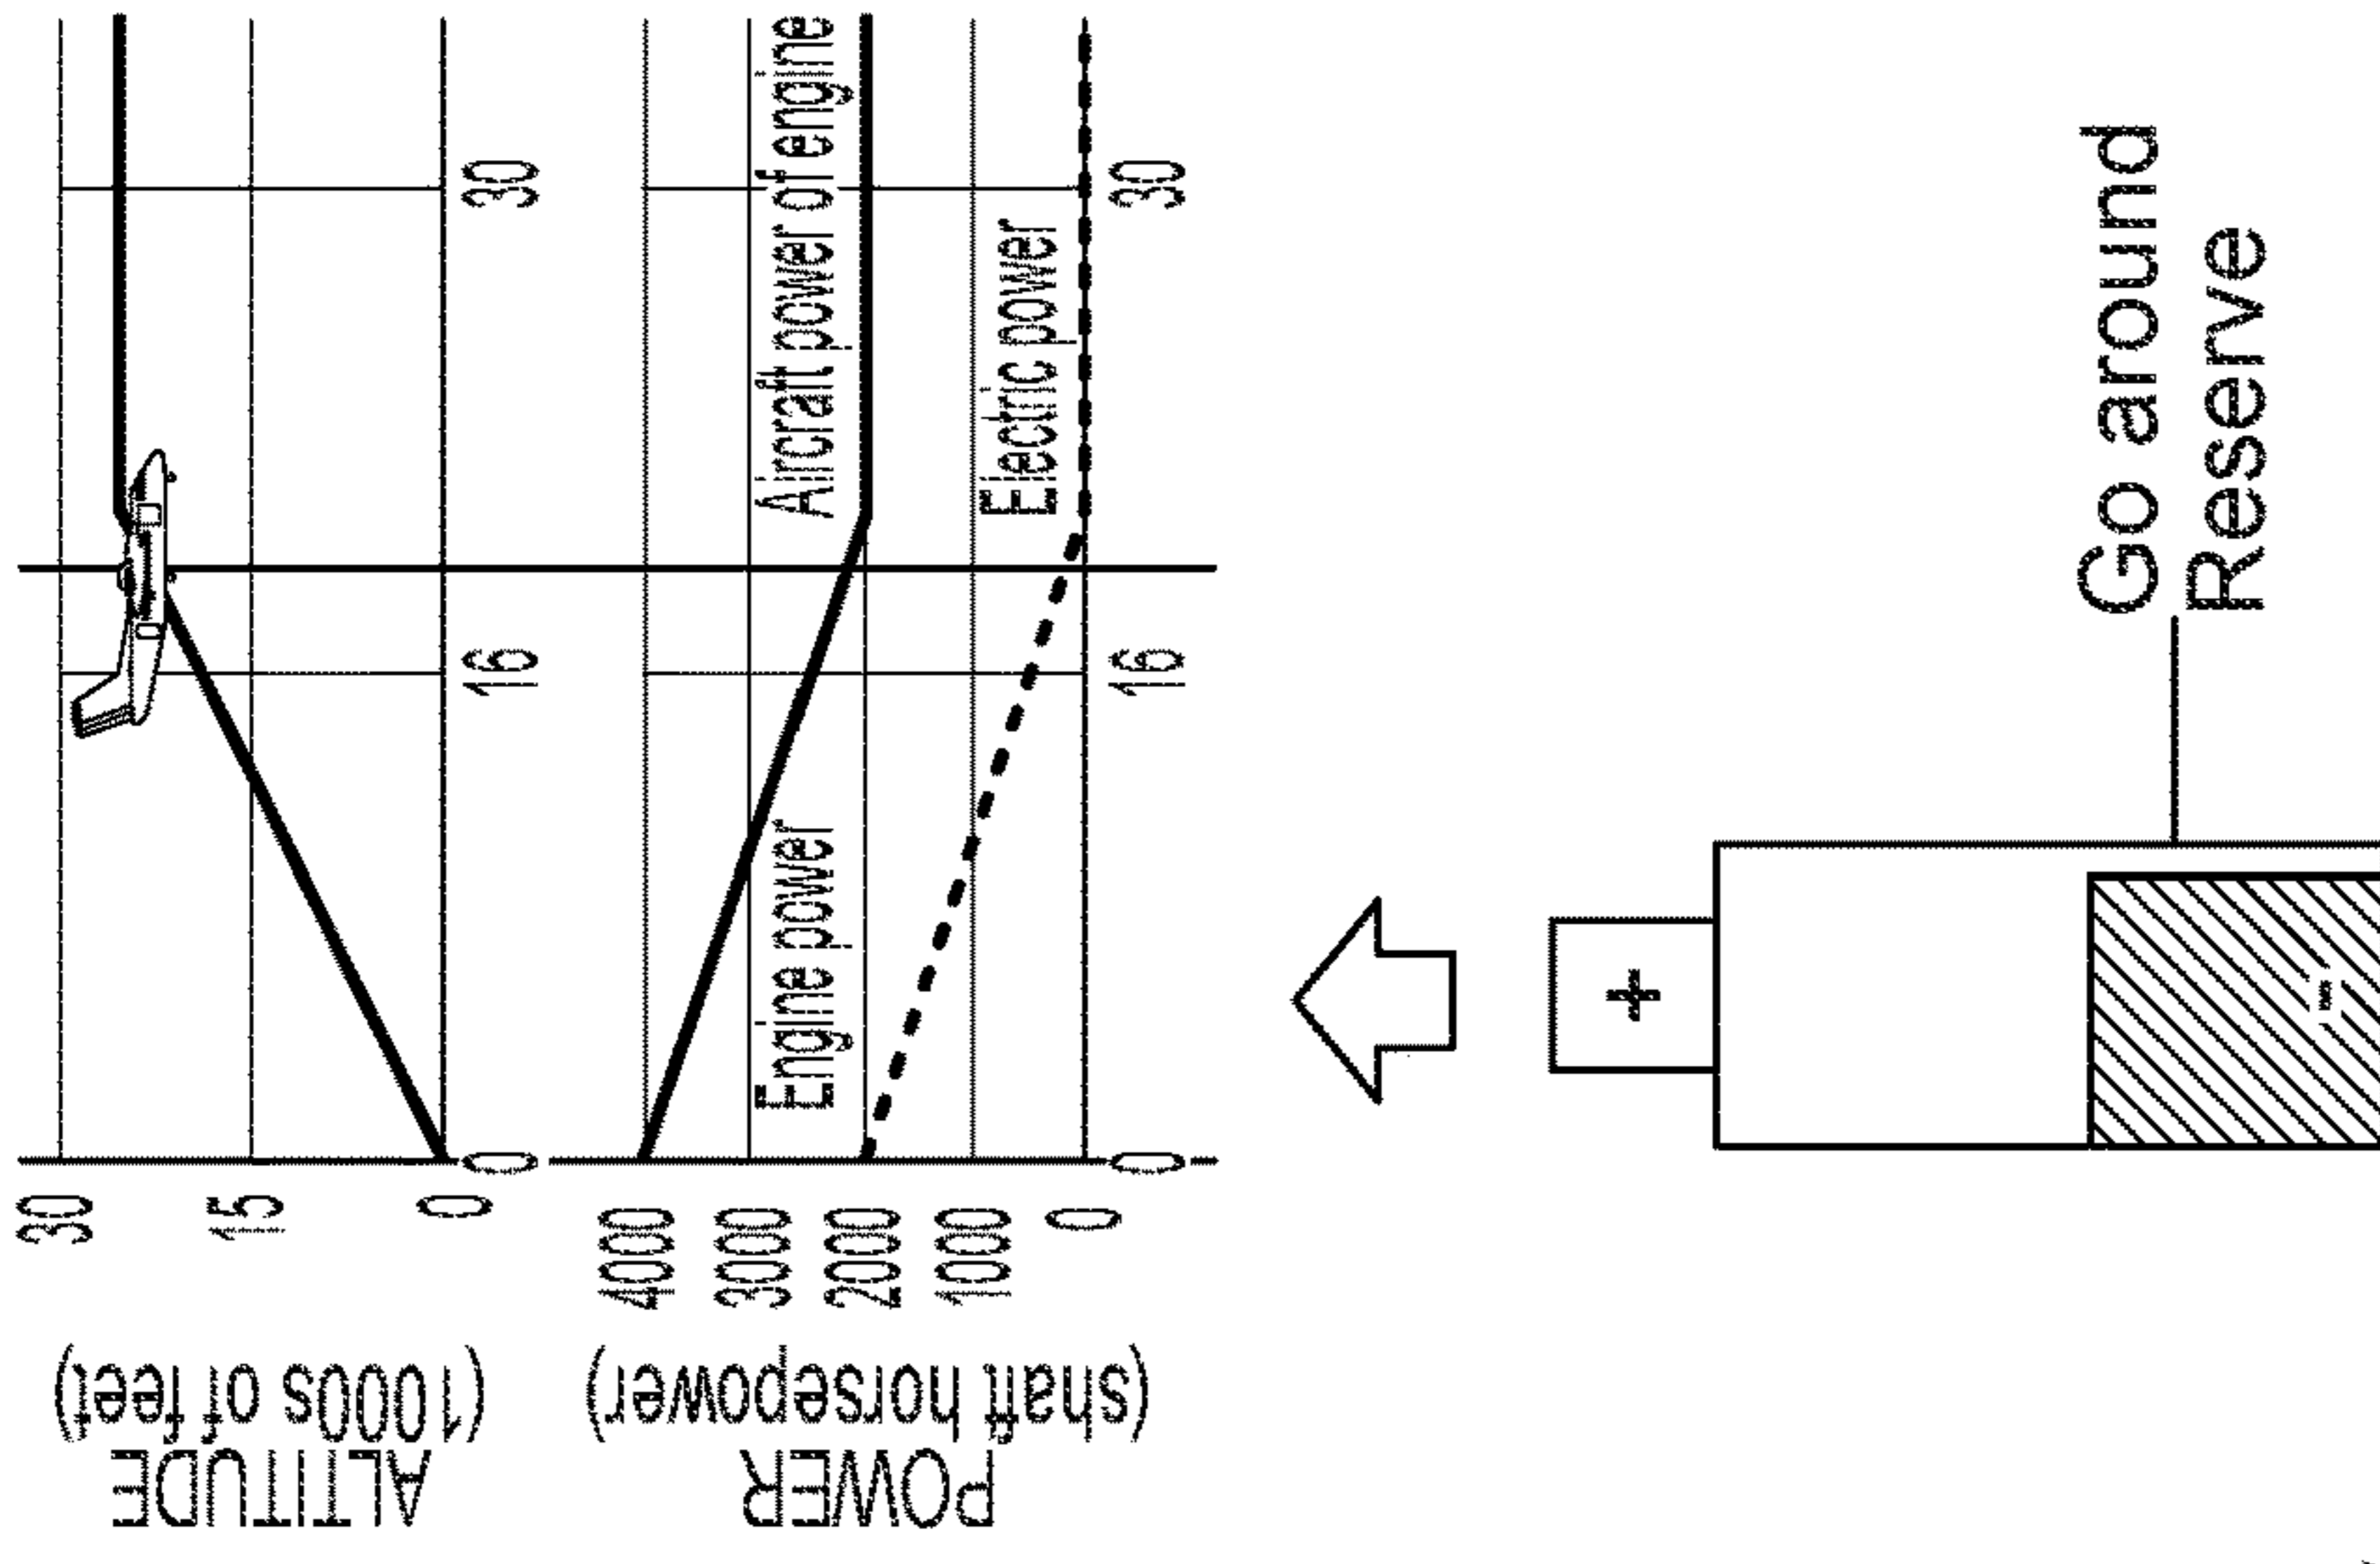 ALTITUDE
(1000s of feet)
30
15
0
0
16
30
POWER
(shaft horsepower)
4000
3000
2000
1000
0
Engine power
Aircraft power of engine
Electric power
0
16
30
+
-
Go around
Reserve